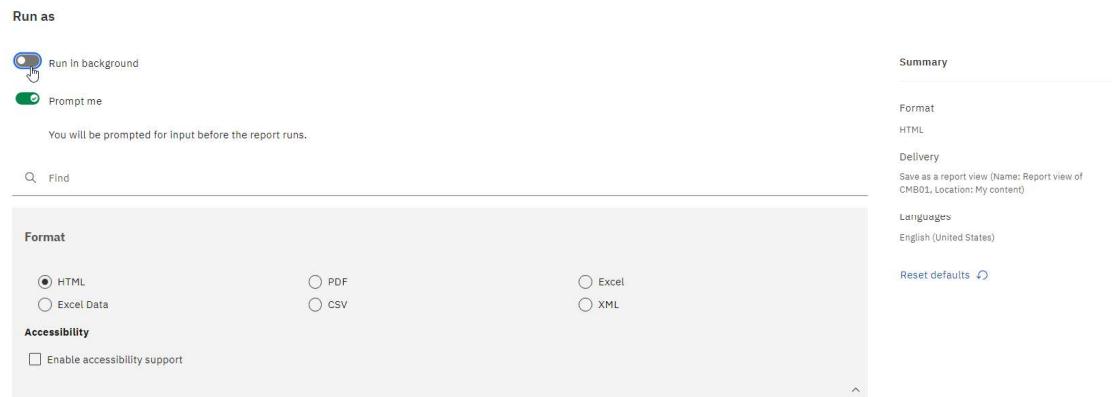 Run as
Run in background
Prompt me
You will be prompted for input before the report runs.
Find
Format
HTML
PDF
Excel
Excel Data
CSV
XML
Accessibility
Enable accessibility support
Summary
Format
HTML
Delivery
Save as a report view (Name: Report view of
CMB01, Location: My content)
Languages
English (United States)
Reset defaults